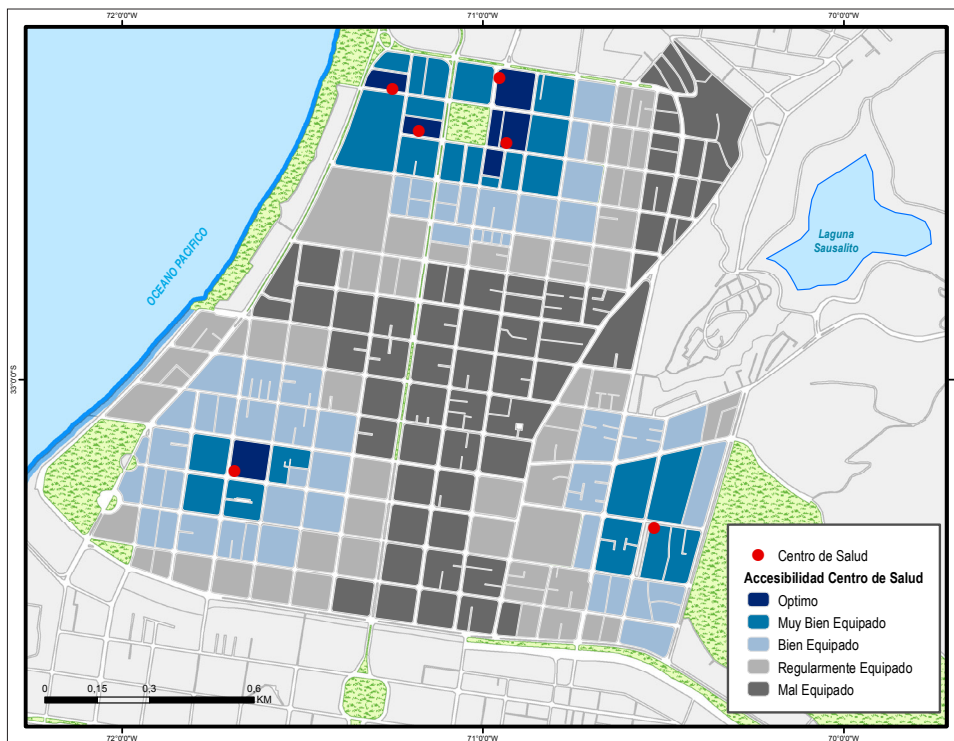 72°0'0"W 71°0'0"W 70°0'0"W
OCEANO PACIFICO
Laguna
Sausalito
33°0'0"S
Centro de Salud
Accesibilidad Centro de Salud
Optimo
Muy Bien Equipado
Bien Equipado
Regularmente Equipado
Mal Equipado
0 0,15 0,3 0,6
KM
72°0'0"W 71°0'0"W 70°0'0"W